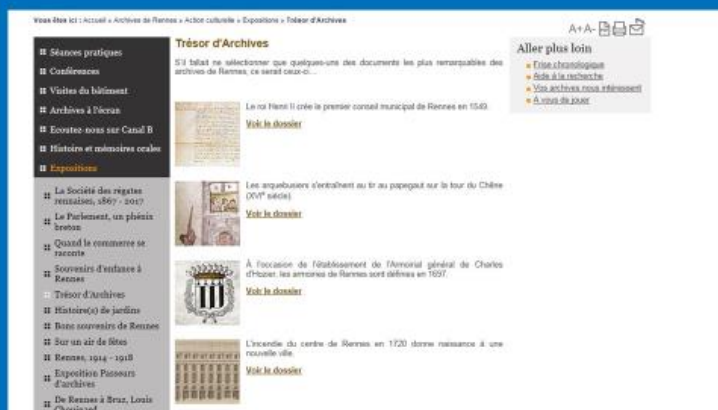 Vous êtes ici : Accueil » Archives de Rennes » Action culturelle » Expositions » Trésor d'Archives
A+ A-
Séances pratiques
Conférences
Visites du bâtiment
Archives à l'écran
Ecoutez-nous sur Canal B
Histoire et mémoires orales
Expositions
La Société des régates
rennaises, 1867 - 2017
Le Parlement, un phénix
breton
Quand le commerce se
raconte
Souvenirs d'enfance à
Rennes
Trésor d'Archives
Histoire(s) de jardins
Bons souvenirs de Rennes
Sur un air de fêtes
Rennes, 1914 - 1918
Exposition Passeurs
d'archives
De Rennes à Bruz, Louis
Chouinard
Trésor d'Archives
S'il fallait ne sélectionner que quelques-uns des documents les plus remarquables des
archives de Rennes, ce serait ceux-ci...
Le roi Henri II crée le premier conseil municipal de Rennes en 1549.
Voir le dossier
Les arquebusiers s'entraînent au tir au papegaut sur la tour du Chêne
(XVIe siècle).
Voir le dossier
À l'occasion de l'établissement de l'Armorial général de Charles
d'Hozier, les armoiries de Rennes sont définies en 1697.
Voir le dossier
L'incendie du centre de Rennes en 1720 donne naissance à une
nouvelle ville.
Voir le dossier
Aller plus loin
Frise chronologique
Aide à la recherche
Vos archives nous intéressent
A vous de jouer